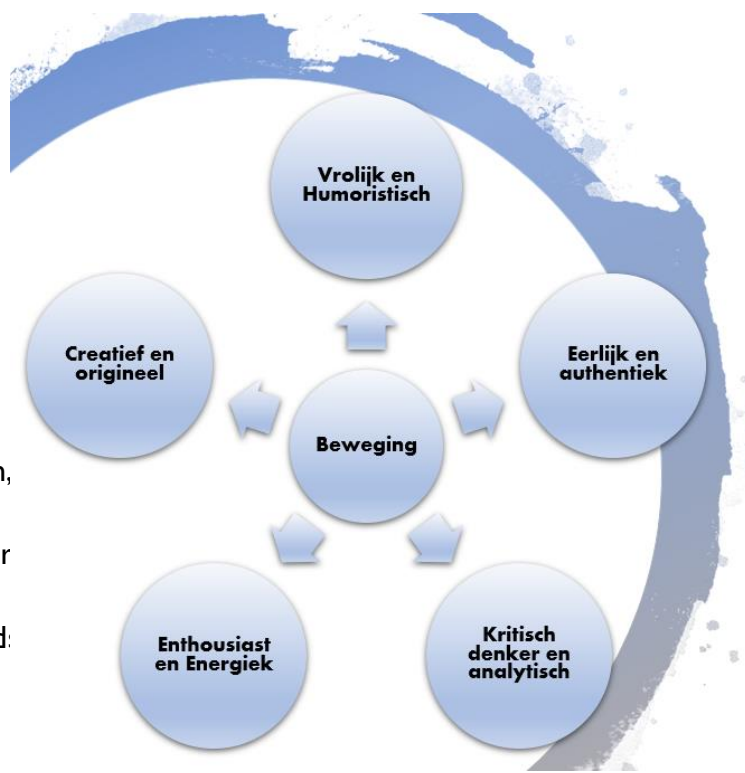 Vrolijk en
Humoristisch
Creatief en
origineel
Eerlijk en
authentiek
Beweging
Enthousiast
en Energiek
Kritisch
denker en
analytisch